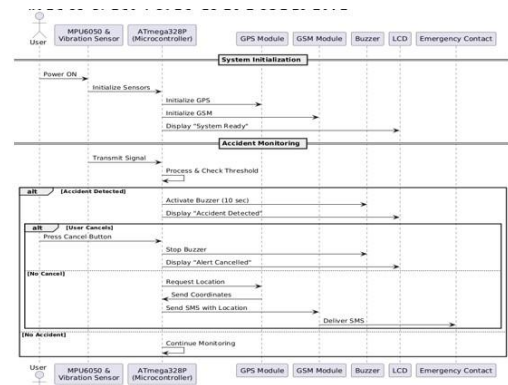 User
MPU6050 &
Vibration Sensor
ATmega328P
(Microcontroller)
GPS Module
GSM Module
Buzzer
LCD
Emergency Contact
System Initialization
Power ON
Initialize Sensors
Initialize GPS
Initialize GSM
Display "System Ready"
Accident Monitoring
Transmit Signal
Process & Check Threshold
alt [Accident Detected]
Activate Buzzer (10 sec)
Display "Accident Detected"
alt [User Cancels]
Press Cancel Button
Stop Buzzer
Display "Alert Cancelled"
[No Cancel]
Request Location
Send Coordinates
Send SMS with Location
Deliver SMS
[No Accident]
Continue Monitoring
User
MPU6050 &
Vibration Sensor
ATmega328P
(Microcontroller)
GPS Module
GSM Module
Buzzer
LCD
Emergency Contact